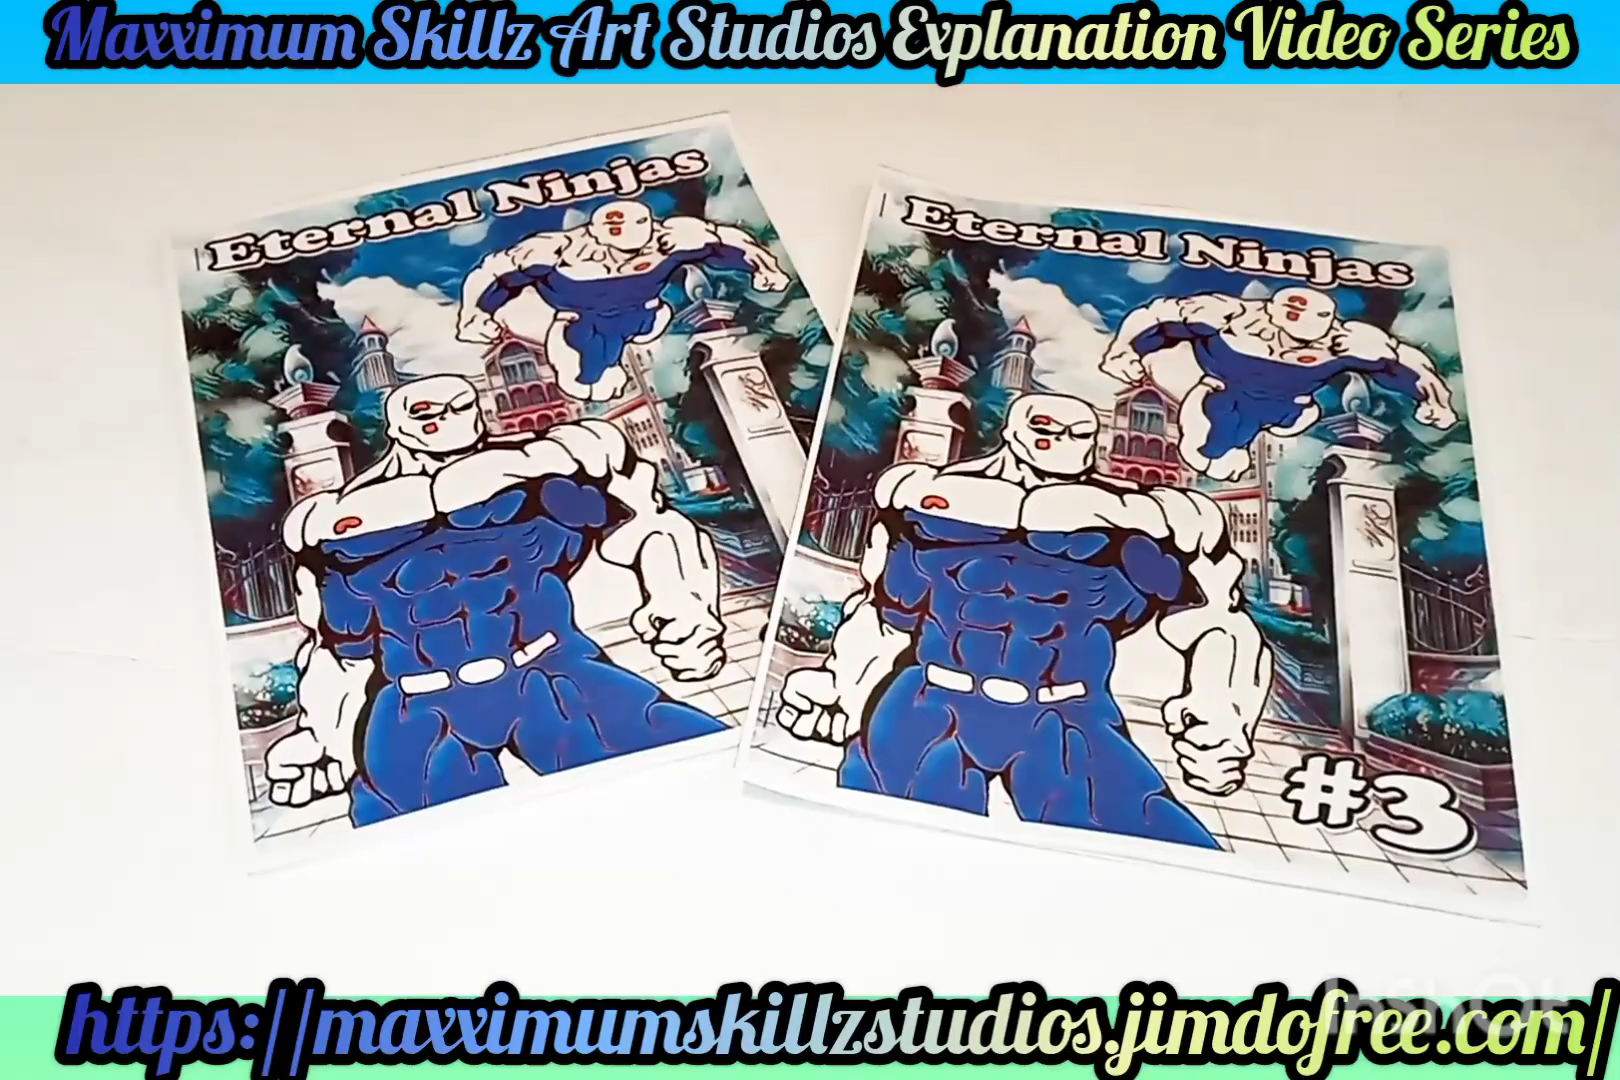 Maxximum Skillz Art Studios Explanation Video Series
Eternal Ninjas
Eternal Ninjas
#3
https://maxximumskillzstudios.jimdofree.com/